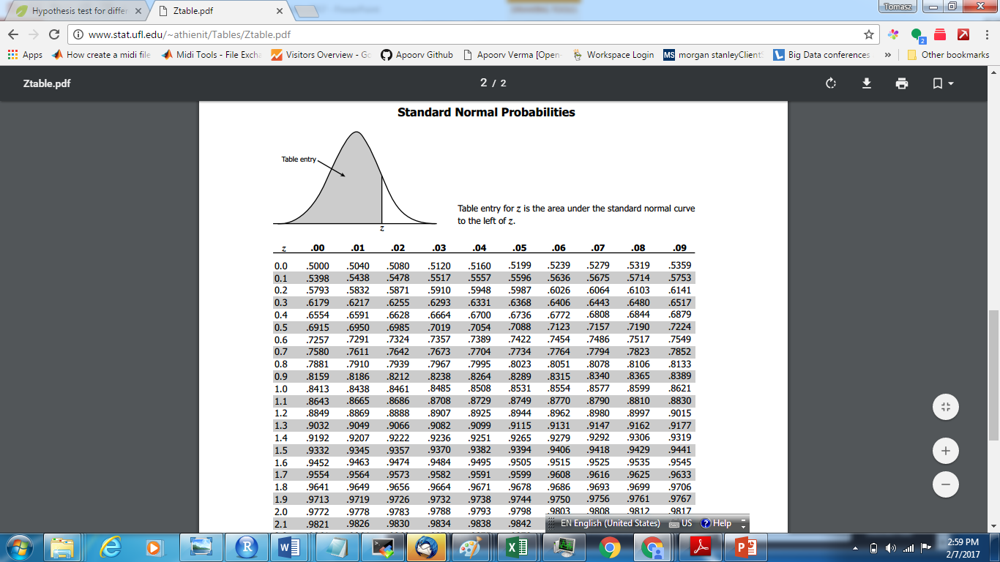 Hypothesis test for differ
Ztable.pdf
Tomasz
www.stat.ufl.edu/~athienit/Tables/Ztable.pdf
2
Apps How create a midi file Midi Tools - File Excha Visitors Overview - Go Apoorv Github Apoorv Verma [Open- Workspace Login MS morgan stanleyClient Big Data conferences » Other bookmarks
Ztable.pdf 2 / 2
Standard Normal Probabilities
Table entry
Table entry for z is the area under the standard normal curve
to the left of z.
z
z .00 .01 .02 .03 .04 .05 .06 .07 .08 .09
0.0 .5000 .5040 .5080 .5120 .5160 .5199 .5239 .5279 .5319 .5359
0.1 .5398 .5438 .5478 .5517 .5557 .5596 .5636 .5675 .5714 .5753
0.2 .5793 .5832 .5871 .5910 .5948 .5987 .6026 .6064 .6103 .6141
0.3 .6179 .6217 .6255 .6293 .6331 .6368 .6406 .6443 .6480 .6517
0.4 .6554 .6591 .6628 .6664 .6700 .6736 .6772 .6808 .6844 .6879
0.5 .6915 .6950 .6985 .7019 .7054 .7088 .7123 .7157 .7190 .7224
0.6 .7257 .7291 .7324 .7357 .7389 .7422 .7454 .7486 .7517 .7549
0.7 .7580 .7611 .7642 .7673 .7704 .7734 .7764 .7794 .7823 .7852
0.8 .7881 .7910 .7939 .7967 .7995 .8023 .8051 .8078 .8106 .8133
0.9 .8159 .8186 .8212 .8238 .8264 .8289 .8315 .8340 .8365 .8389
1.0 .8413 .8438 .8461 .8485 .8508 .8531 .8554 .8577 .8599 .8621
1.1 .8643 .8665 .8686 .8708 .8729 .8749 .8770 .8790 .8810 .8830
1.2 .8849 .8869 .8888 .8907 .8925 .8944 .8962 .8980 .8997 .9015
1.3 .9032 .9049 .9066 .9082 .9099 .9115 .9131 .9147 .9162 .9177
1.4 .9192 .9207 .9222 .9236 .9251 .9265 .9279 .9292 .9306 .9319
1.5 .9332 .9345 .9357 .9370 .9382 .9394 .9406 .9418 .9429 .9441
1.6 .9452 .9463 .9474 .9484 .9495 .9505 .9515 .9525 .9535 .9545
1.7 .9554 .9564 .9573 .9582 .9591 .9599 .9608 .9616 .9625 .9633
1.8 .9641 .9649 .9656 .9664 .9671 .9678 .9686 .9693 .9699 .9706
1.9 .9713 .9719 .9726 .9732 .9738 .9744 .9750 .9756 .9761 .9767
2.0 .9772 .9778 .9783 .9788 .9793 .9798 .9803 .9808 .9812 .9817
2.1 .9821 .9826 .9830 .9834 .9838 .9842
EN English (United States) US Help
2:59 PM
2/7/2017